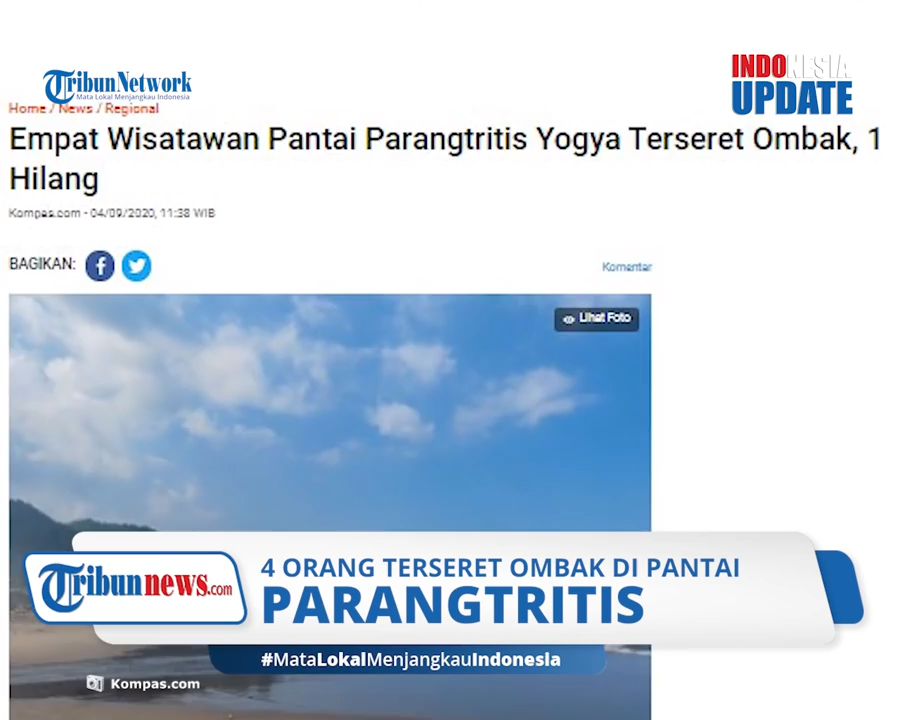 Tribun Network
Mata Lokal Menjangkau Indonesia
INDONESIA
UPDATE
Home / News / Regional
Empat Wisatawan Pantai Parangtritis Yogya Terseret Ombak, 1
Hilang
Kompas.com - 04/09/2020, 11:38 WIB
BAGIKAN:
Komentar
Lihat Foto
Tribunnews.com
4 ORANG TERSERET OMBAK DI PANTAI
PARANGTRITIS
#MataLokalMenjangkauIndonesia
Kompas.com